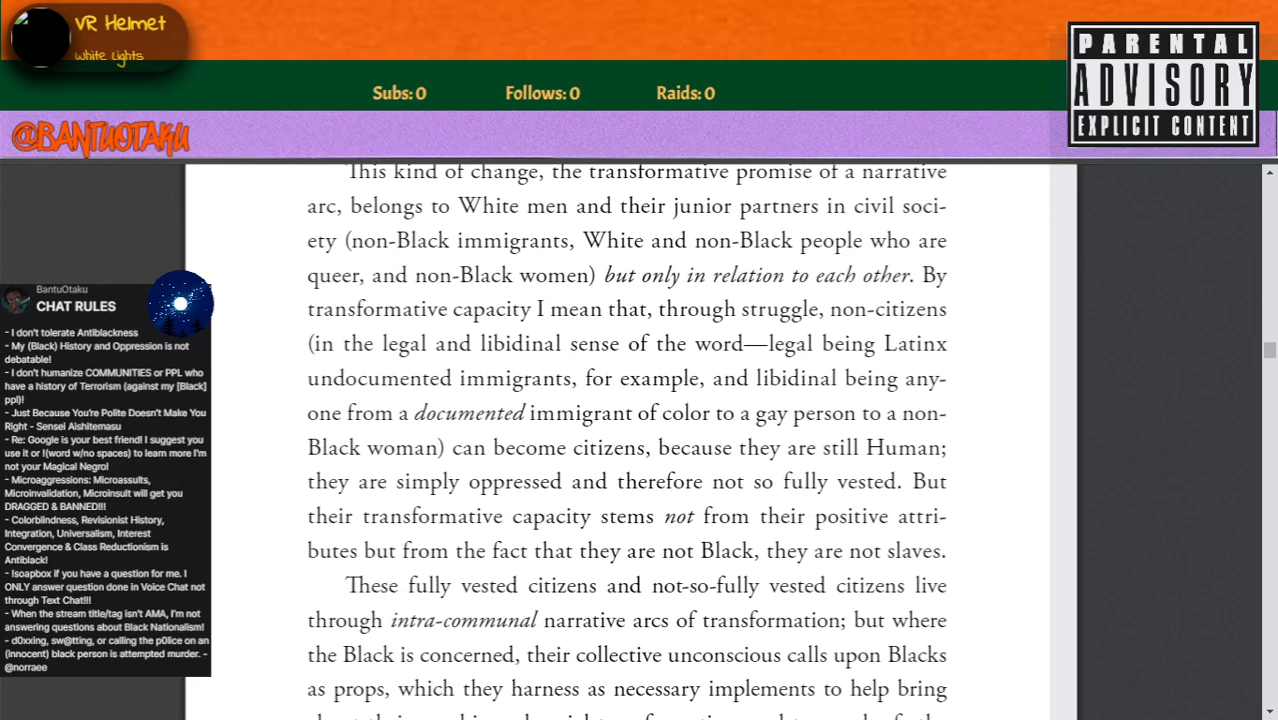 VR Helmet
White Lights
PARENTAL
ADVISORY
EXPLICIT CONTENT
Subs: 0 Follows: 0 Raids: 0
@BANTUOTAKU
This kind of change, the transformative promise of a narrative
arc, belongs to White men and their junior partners in civil soci-
ety (non-Black immigrants, White and non-Black people who are
queer, and non-Black women) but only in relation to each other. By
transformative capacity I mean that, through struggle, non-citizens
(in the legal and libidinal sense of the word—legal being Latinx
undocumented immigrants, for example, and libidinal being any-
one from a documented immigrant of color to a gay person to a non-
Black woman) can become citizens, because they are still Human;
they are simply oppressed and therefore not so fully vested. But
their transformative capacity stems not from their positive attri-
butes but from the fact that they are not Black, they are not slaves.
These fully vested citizens and not-so-fully vested citizens live
through intra-communal narrative arcs of transformation; but where
the Black is concerned, their collective unconscious calls upon Blacks
as props, which they harness as necessary implements to help bring
BantuOtaku
CHAT RULES
- I don't tolerate Antiblackness
- My (Black) History and Oppression is not
debatable!
- I don't humanize COMMUNITIES or PPL who
have a history of Terrorism (against my [Black]
ppl)!
- Just Because You're Polite Doesn't Make You
Right - Sensei Aishitemasu
- Re: Google is your best friend! I suggest you
use it or !(word w/no spaces) to learn more I'm
not your Magical Negro!
- Microaggressions: Microassults,
Microinvalidation, Microinsult will get you
DRAGGED & BANNED!!!
- Colorblindness, Revisionist History,
Integration, Universalism, Interest
Convergence & Class Reductionism is
Antiblack!
- !soapbox if you have a question for me. I
ONLY answer question done in Voice Chat not
through Text Chat!!!
- When the stream title/tag isn't AMA, I'm not
answering questions about Black Nationalism!
- d0xxing, sw@tting, or calling the p0lice on an
(innocent) black person is attempted murder. -
@norraee